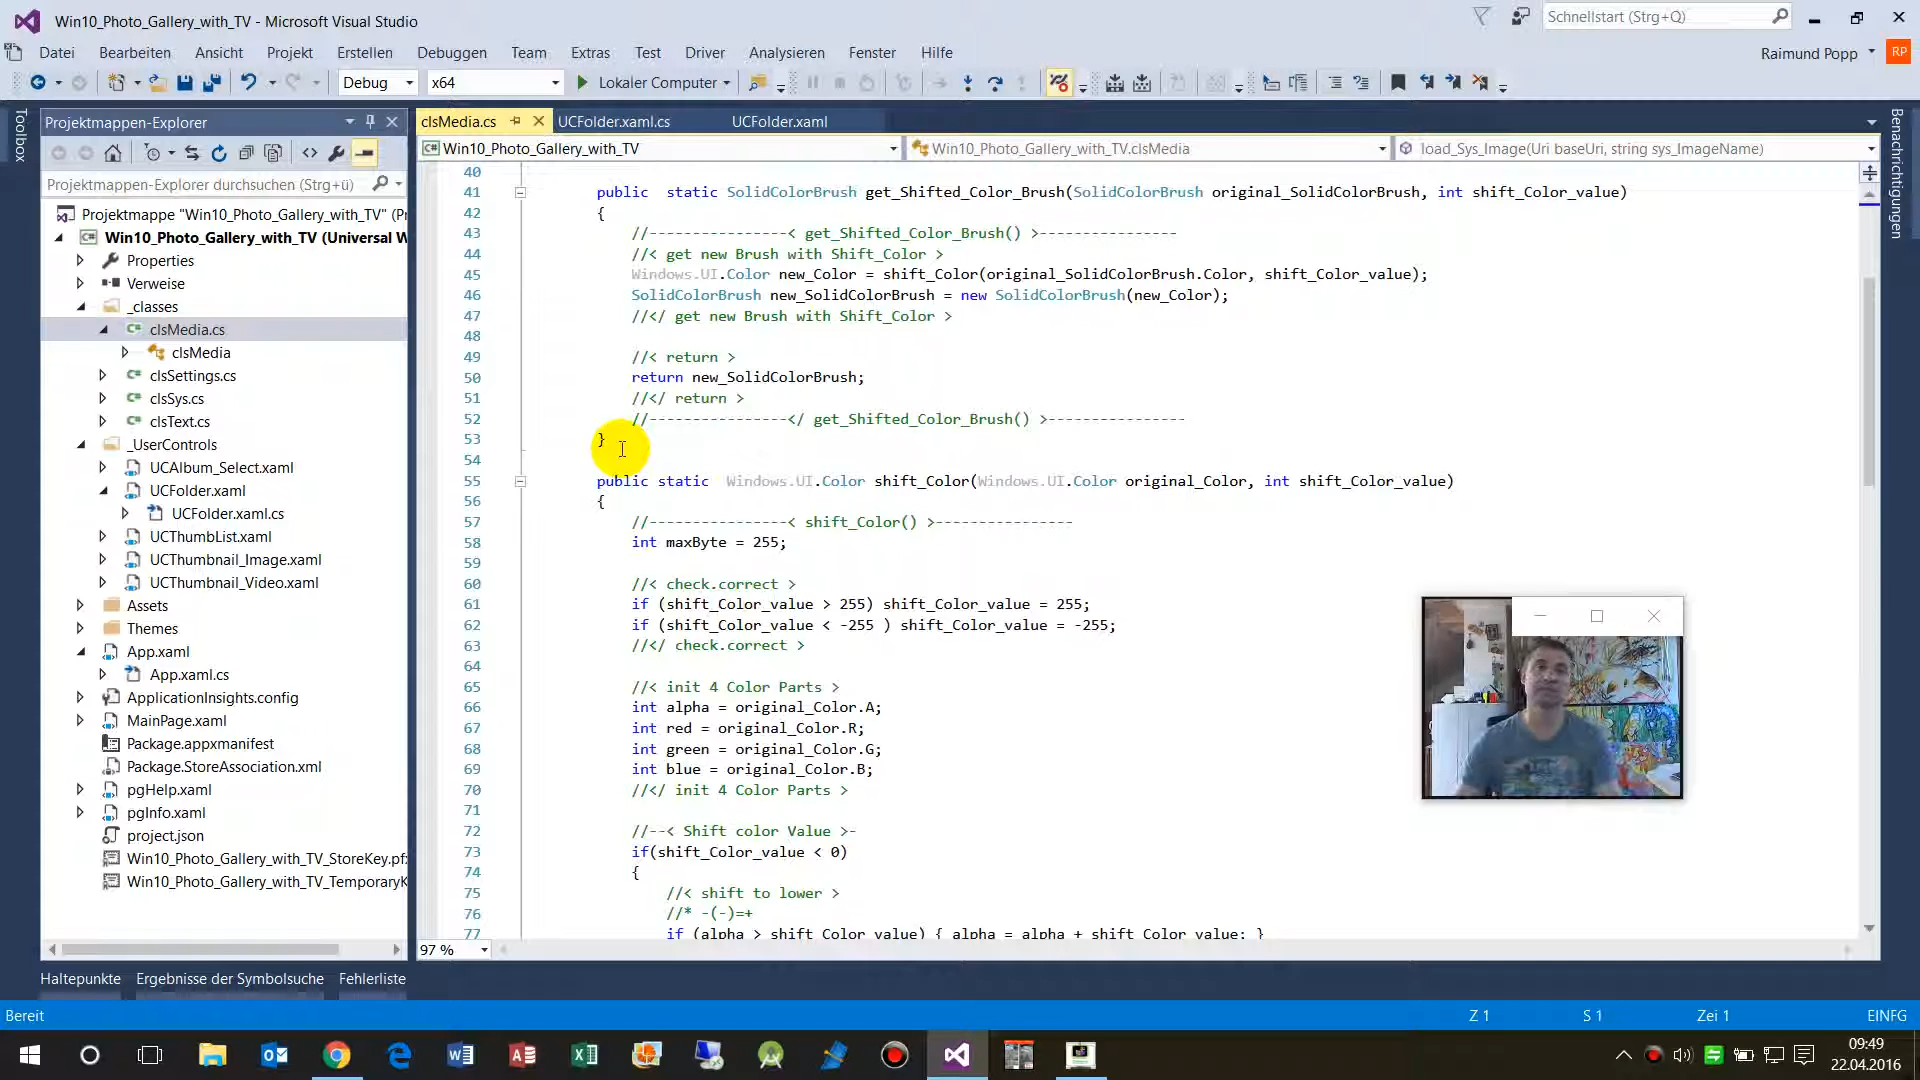 Win10_Photo_Gallery_with_TV - Microsoft Visual Studio
Schnellstart (Strg+Q)
Datei Bearbeiten Ansicht Projekt Erstellen Debuggen Team Extras Test Driver Analysieren Fenster Hilfe
Raimund Popp RP
Debug x64 Lokaler Computer
Toolbox
Projektmappen-Explorer
Projektmappen-Explorer durchsuchen (Strg+ü)
Projektmappe "Win10_Photo_Gallery_with_TV" (Pr
Win10_Photo_Gallery_with_TV (Universal W
Properties
Verweise
_classes
clsMedia.cs
clsMedia
clsSettings.cs
clsSys.cs
clsText.cs
_UserControls
UCAlbum_Select.xaml
UCFolder.xaml
UCFolder.xaml.cs
UCThumbList.xaml
UCThumbnail_Image.xaml
UCThumbnail_Video.xaml
Assets
Themes
App.xaml
App.xaml.cs
ApplicationInsights.config
MainPage.xaml
Package.appxmanifest
Package.StoreAssociation.xml
pgHelp.xaml
pgInfo.xaml
project.json
Win10_Photo_Gallery_with_TV_StoreKey.pf
Win10_Photo_Gallery_with_TV_TemporaryK
clsMedia.cs UCFolder.xaml.cs UCFolder.xaml
Win10_Photo_Gallery_with_TV Win10_Photo_Gallery_with_TV.clsMedia load_Sys_Image(Uri baseUri, string sys_ImageName)
40
41 public static SolidColorBrush get_Shifted_Color_Brush(SolidColorBrush original_SolidColorBrush, int shift_Color_value)
42 {
43 //----------------< get_Shifted_Color_Brush() >----------------
44 //< get new Brush with Shift_Color >
45 Windows.UI.Color new_Color = shift_Color(original_SolidColorBrush.Color, shift_Color_value);
46 SolidColorBrush new_SolidColorBrush = new SolidColorBrush(new_Color);
47 //</ get new Brush with Shift_Color >
48
49 //< return >
50 return new_SolidColorBrush;
51 //</ return >
52 //----------------</ get_Shifted_Color_Brush() >----------------
53 }
54
55 public static Windows.UI.Color shift_Color(Windows.UI.Color original_Color, int shift_Color_value)
56 {
57 //----------------< shift_Color() >----------------
58 int maxByte = 255;
59
60 //< check.correct >
61 if (shift_Color_value > 255) shift_Color_value = 255;
62 if (shift_Color_value < -255 ) shift_Color_value = -255;
63 //</ check.correct >
64
65 //< init 4 Color Parts >
66 int alpha = original_Color.A;
67 int red = original_Color.R;
68 int green = original_Color.G;
69 int blue = original_Color.B;
70 //</ init 4 Color Parts >
71
72 //--< Shift color Value >-
73 if(shift_Color_value < 0)
74 {
75 //< shift to lower >
76 //* -(-)=+
77 if (alpha > shift_Color_value) { alpha = alpha + shift_Color_value; }
97 %
Benachrichtigungen
Haltepunkte Ergebnisse der Symbolsuche Fehlerliste
Bereit Z 1 S 1 Zei 1 EINFG
09:49
22.04.2016